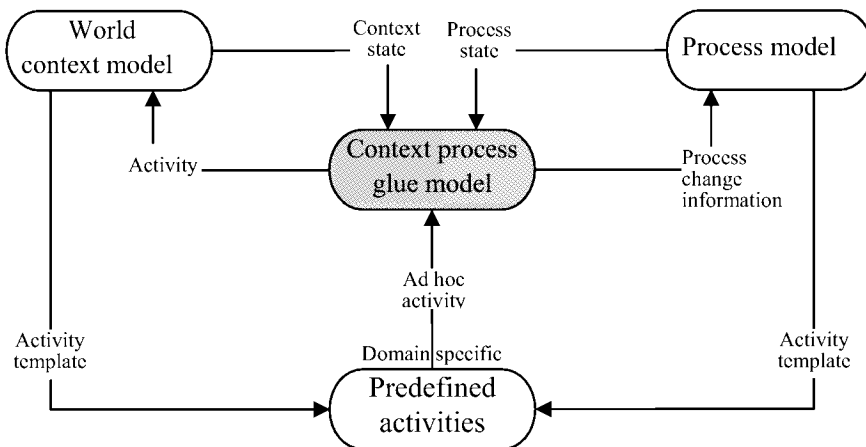 World
context model
Context
state
Process
state
Process model
Context process
glue model
Activity
Process
change
information
Ad hoc
activity
Activity
template
Domain specific
Activity
template
Predefined
activities